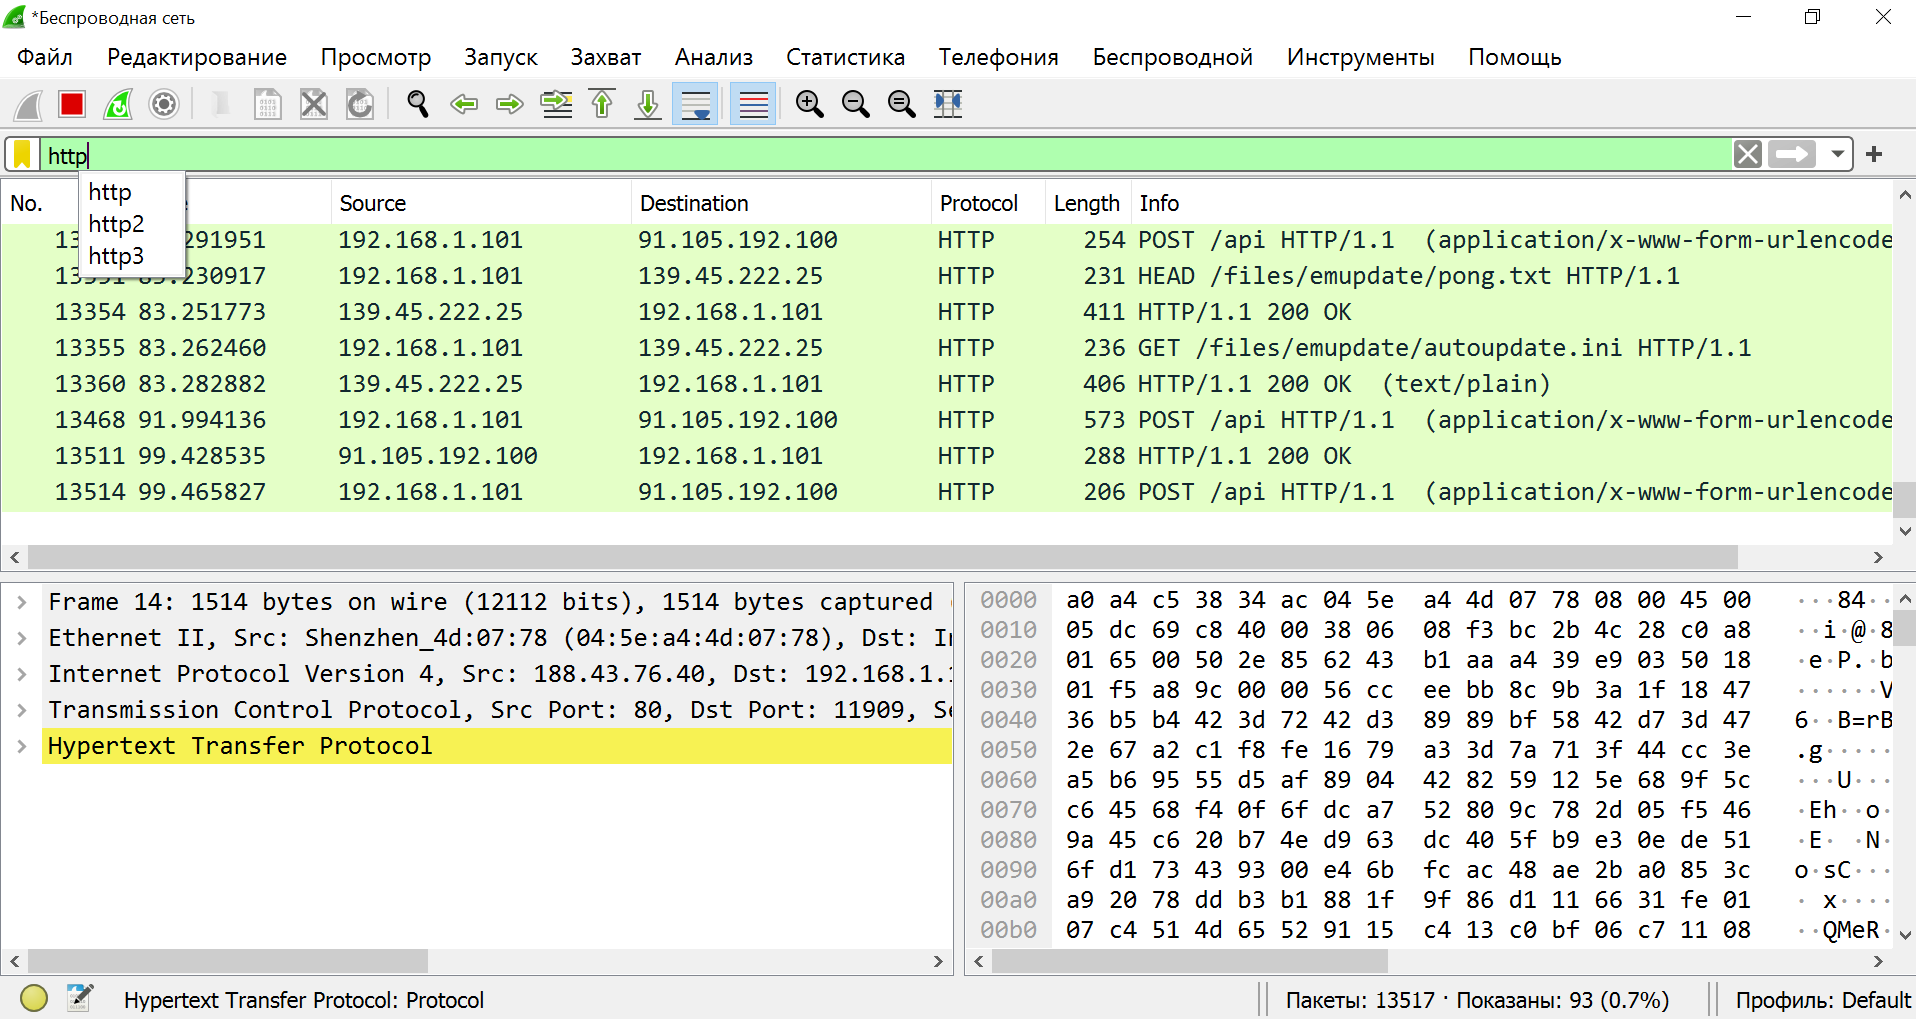 *Беспроводная сеть
Файл Редактирование Просмотр Запуск Захват Анализ Статистика Телефония Беспроводной Инструменты Помощь
http
http
http2
http3
No. Source Destination Protocol Length Info
291951 192.168.1.101 91.105.192.100 HTTP 254 POST /api HTTP/1.1 (application/x-www-form-urlencode
230917 192.168.1.101 139.45.222.25 HTTP 231 HEAD /files/emupdate/pong.txt HTTP/1.1
13354 83.251773 139.45.222.25 192.168.1.101 HTTP 411 HTTP/1.1 200 OK
13355 83.262460 192.168.1.101 139.45.222.25 HTTP 236 GET /files/emupdate/autoupdate.ini HTTP/1.1
13360 83.282882 139.45.222.25 192.168.1.101 HTTP 406 HTTP/1.1 200 OK (text/plain)
13468 91.994136 192.168.1.101 91.105.192.100 HTTP 573 POST /api HTTP/1.1 (application/x-www-form-urlencode
13511 99.428535 91.105.192.100 192.168.1.101 HTTP 288 HTTP/1.1 200 OK
13514 99.465827 192.168.1.101 91.105.192.100 HTTP 206 POST /api HTTP/1.1 (application/x-www-form-urlencode
Frame 14: 1514 bytes on wire (12112 bits), 1514 bytes captured
Ethernet II, Src: Shenzhen_4d:07:78 (04:5e:a4:4d:07:78), Dst: In
Internet Protocol Version 4, Src: 188.43.76.40, Dst: 192.168.1.1
Transmission Control Protocol, Src Port: 80, Dst Port: 11909, Se
Hypertext Transfer Protocol
0000 a0 a4 c5 38 34 ac 04 5e a4 4d 07 78 08 00 45 00 ···84··
0010 05 dc 69 c8 40 00 38 06 08 f3 bc 2b 4c 28 c0 a8 ··i·@·8
0020 01 65 00 50 2e 85 62 43 b1 aa a4 39 e9 03 50 18 ·e·P.·b
0030 01 f5 a8 9c 00 00 56 cc ee bb 8c 9b 3a 1f 18 47 ······V
0040 36 b5 b4 42 3d 72 42 d3 89 89 bf 58 42 d7 3d 47 6··B=rB
0050 2e 67 a2 c1 f8 fe 16 79 a3 3d 7a 71 3f 44 cc 3e .g·····
0060 a5 b6 95 55 d5 af 89 04 42 82 59 12 5e 68 9f 5c ···U···
0070 c6 45 68 f4 0f 6f dc a7 52 80 9c 78 2d 05 f5 46 ·Eh··o·
0080 9a 45 c6 20 b7 4e d9 63 dc 40 5f b9 e3 0e de 51 ·E· ·N·
0090 6f d1 73 43 93 00 e4 6b fc ac 48 ae 2b a0 85 3c o·sC···
00a0 a9 20 78 dd b3 b1 88 1f 9f 86 d1 11 66 31 fe 01 · x····
00b0 07 c4 51 4d 65 52 91 15 c4 13 c0 bf 06 c7 11 08 ··QMeR·
Hypertext Transfer Protocol: Protocol Пакеты: 13517 · Показаны: 93 (0.7%) Профиль: Default